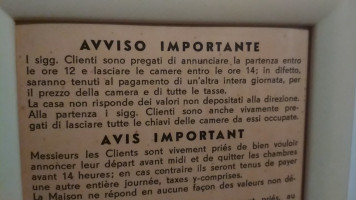 AVVISO IMPORTANTE
I sigg. Clienti sono pregati di annunciare la partenza entro
le ore 12 e lasciare le camere entro le ore 14; in difetto,
saranno tenuti al pagamento di un'altra intera giornata, per
il prezzo della camera e di tutte le tasse.
La casa non risponde dei valori non depositati alla direzione.
Alla partenza i sigg. Clienti sono anche vivamente pre-
gati di lasciare tutte le chiavi delle camere da essi occupate.
AVIS IMPORTANT
Messieurs les Clients sont vivement priés de bien vouloir
annoncer leur départ avant midi et de quitter les chambres
avant 14 heures; en cas contraire ils seront tenus de payer
une autre entière journée, taxes y-comprises.
La Maison ne répond en aucune façon des valeurs non dé-
priés, au